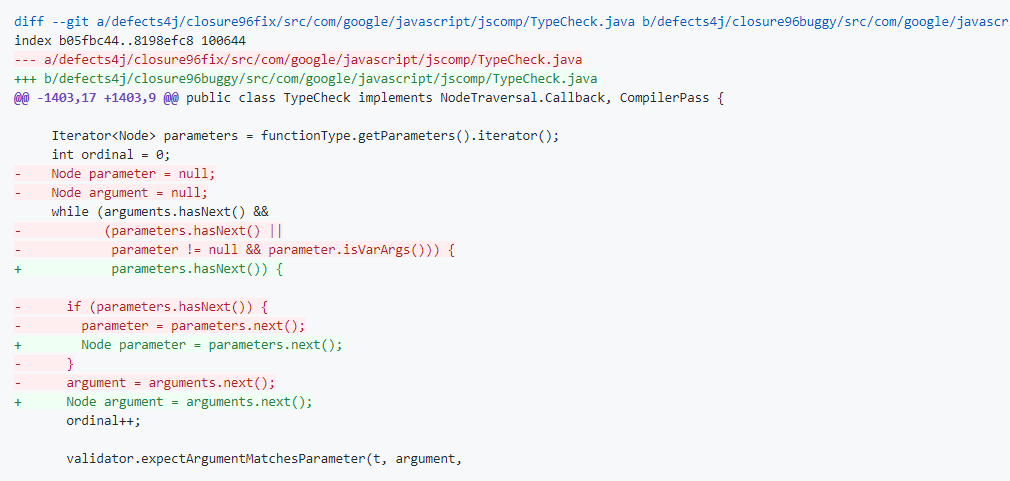 diff --git a/defects4j/closure96fix/src/com/google/javascript/jscomp/TypeCheck.java b/defects4j/closure96buggy/src/com/google/javascr
index b05fbc44..8198efc8 100644
--- a/defects4j/closure96fix/src/com/google/javascript/jscomp/TypeCheck.java
+++ b/defects4j/closure96buggy/src/com/google/javascript/jscomp/TypeCheck.java
@@ -1403,17 +1403,9 @@ public class TypeCheck implements NodeTraversal.Callback, CompilerPass {
     Iterator<Node> parameters = functionType.getParameters().iterator();
     int ordinal = 0;
-    Node parameter = null;
-    Node argument = null;
     while (arguments.hasNext() &&
-           (parameters.hasNext() ||
-            parameter != null && parameter.isVarArgs())) {
+            parameters.hasNext()) {
-      if (parameters.hasNext()) {
-        parameter = parameters.next();
+        Node parameter = parameters.next();
-      }
-      argument = arguments.next();
+      Node argument = arguments.next();
       ordinal++;
       validator.expectArgumentMatchesParameter(t, argument,